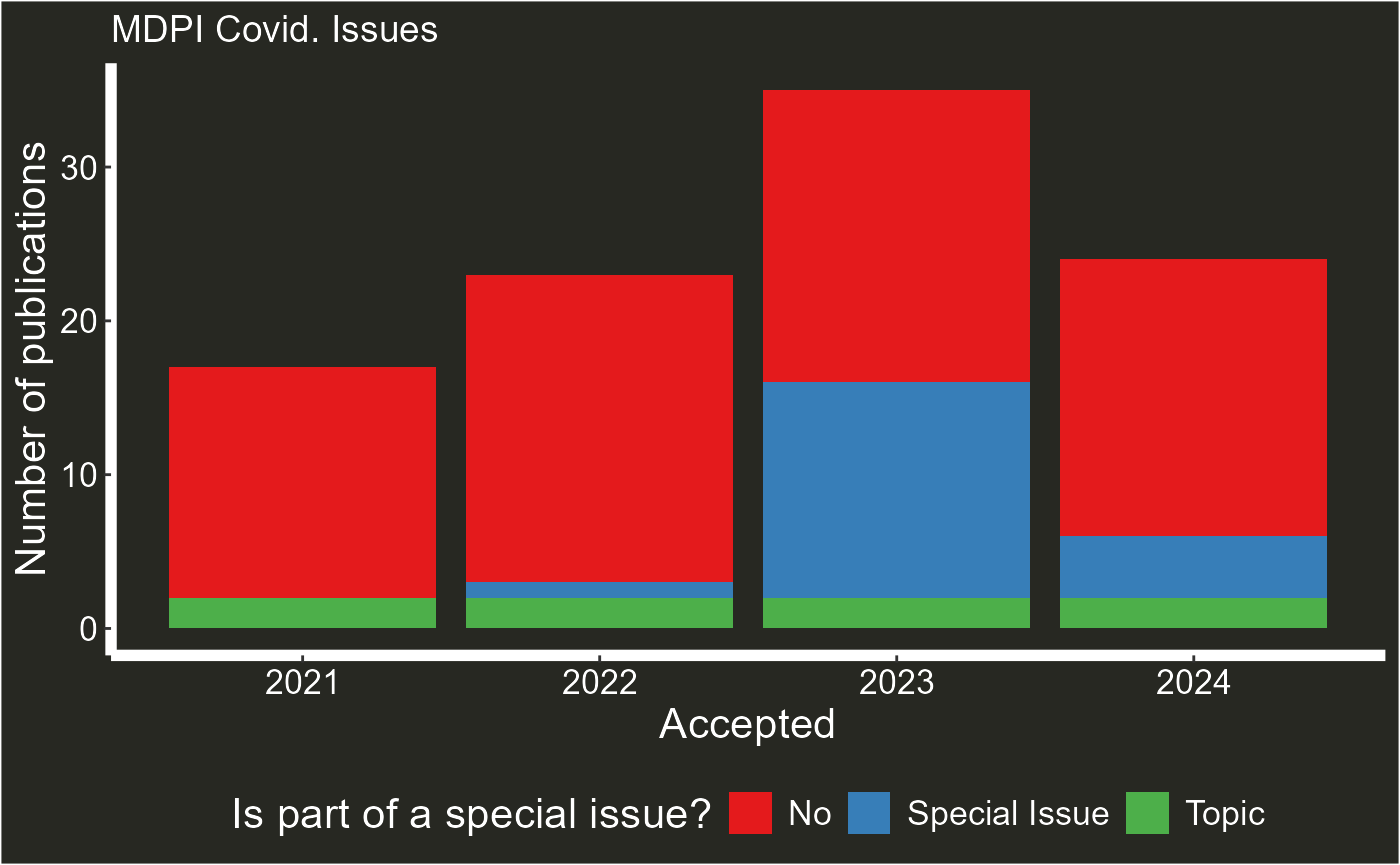 MDPI Covid. Issues
Number of publications
30
20
10
0
2021 2022 2023 2024
Accepted
Is part of a special issue? No Special Issue Topic